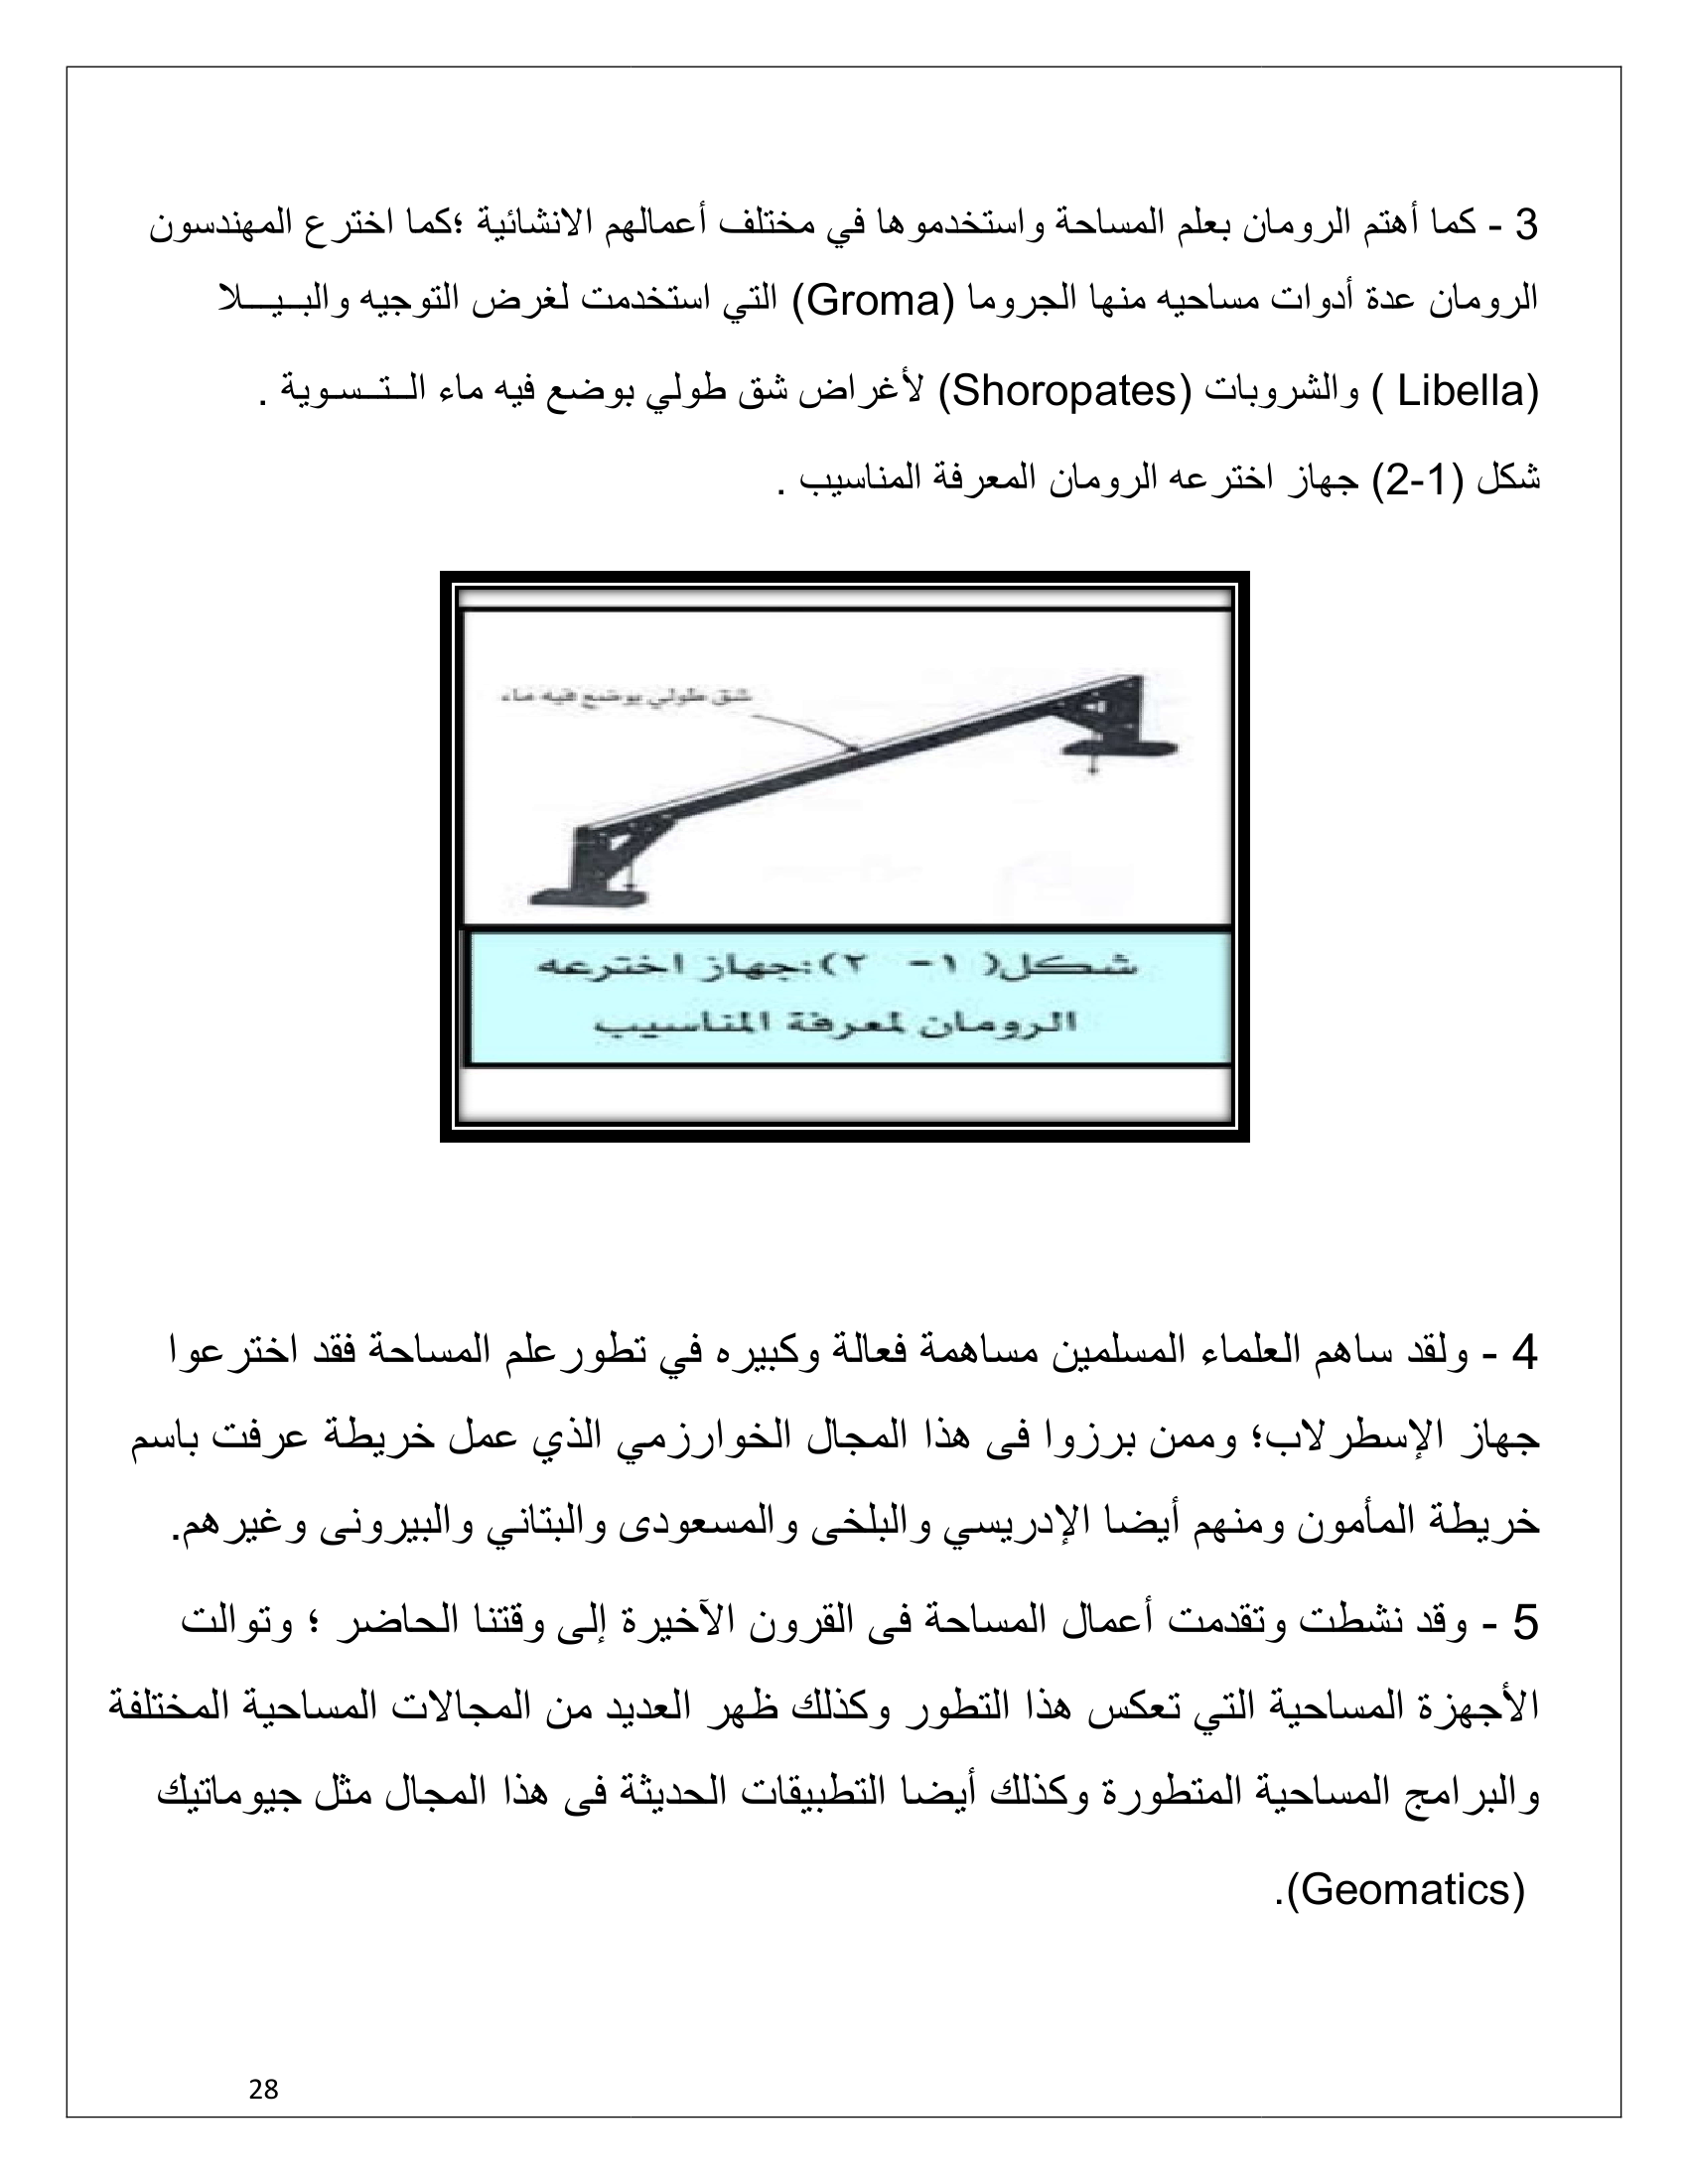 3 - كما أهتم الرومان بعلم المساحة واستخدموها في مختلف أعمالهم الانشائية ؛كما اخترع المهندسون
الرومان عدة أدوات مساحيه منها الجروما (Groma) التي استخدمت لغرض التوجيه والبـيـــلا
(Libella ) والشروبات (Shoropates) لأغراض شق طولي بوضع فيه ماء الـتـسـوية .
شكل (1-2) جهاز اخترعه الرومان المعرفة المناسيب .
شق طولي بوضع فيه ماء
شكل( ١- ٢):جهاز اخترعه
الرومان لمعرفة المناسيب
4 - ولقد ساهم العلماء المسلمين مساهمة فعالة وكبيره في تطورعلم المساحة فقد اخترعوا
جهاز الإسطرلاب؛ وممن برزوا فى هذا المجال الخوارزمي الذي عمل خريطة عرفت باسم
خريطة المأمون ومنهم أيضا الإدريسي والبلخى والمسعودى والبتاني والبيرونى وغيرهم.
5 - وقد نشطت وتقدمت أعمال المساحة فى القرون الآخيرة إلى وقتنا الحاضر ؛ وتوالت
الأجهزة المساحية التي تعكس هذا التطور وكذلك ظهر العديد من المجالات المساحية المختلفة
والبرامج المساحية المتطورة وكذلك أيضا التطبيقات الحديثة فى هذا المجال مثل جيوماتيك
(Geomatics).
28